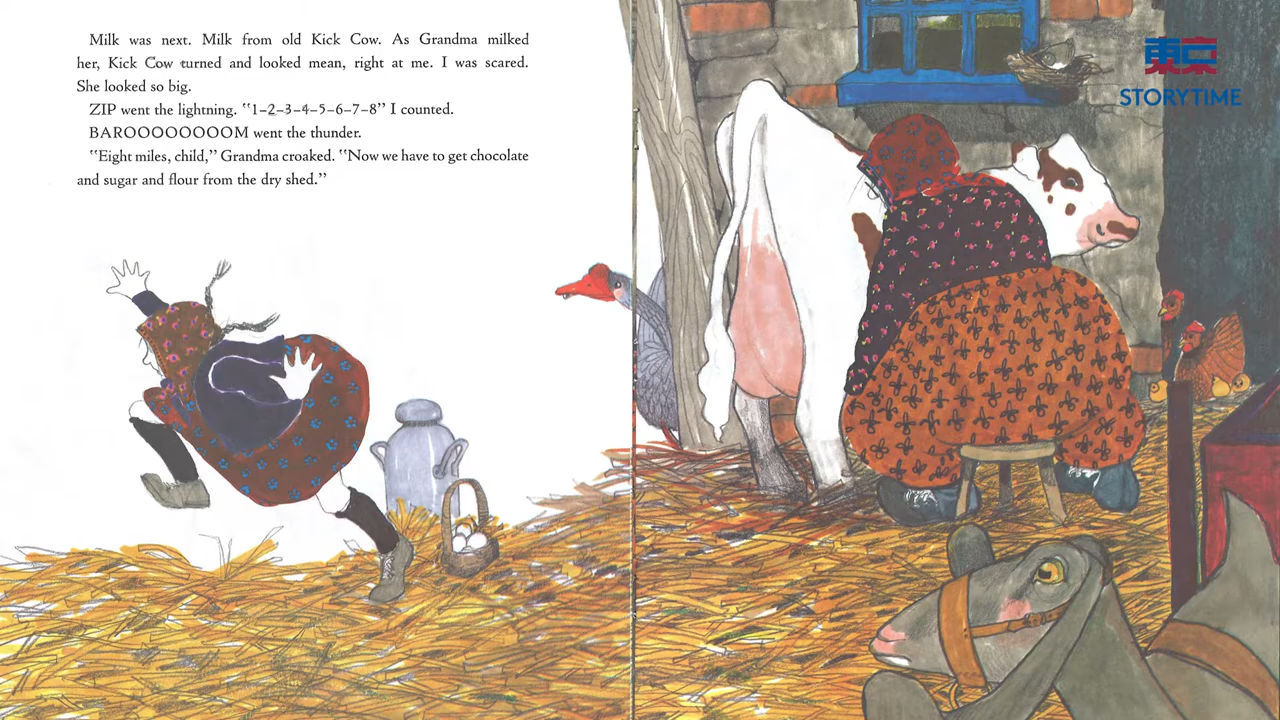 Milk was next. Milk from old Kick Cow. As Grandma milked
her, Kick Cow turned and looked mean, right at me. I was scared.
She looked so big.
ZIP went the lightning. “1–2–3–4–5–6–7–8” I counted.
BAROOOOOOOOM went the thunder.
“Eight miles, child,” Grandma croaked. “Now we have to get chocolate
and sugar and flour from the dry shed.”
STORYTIME